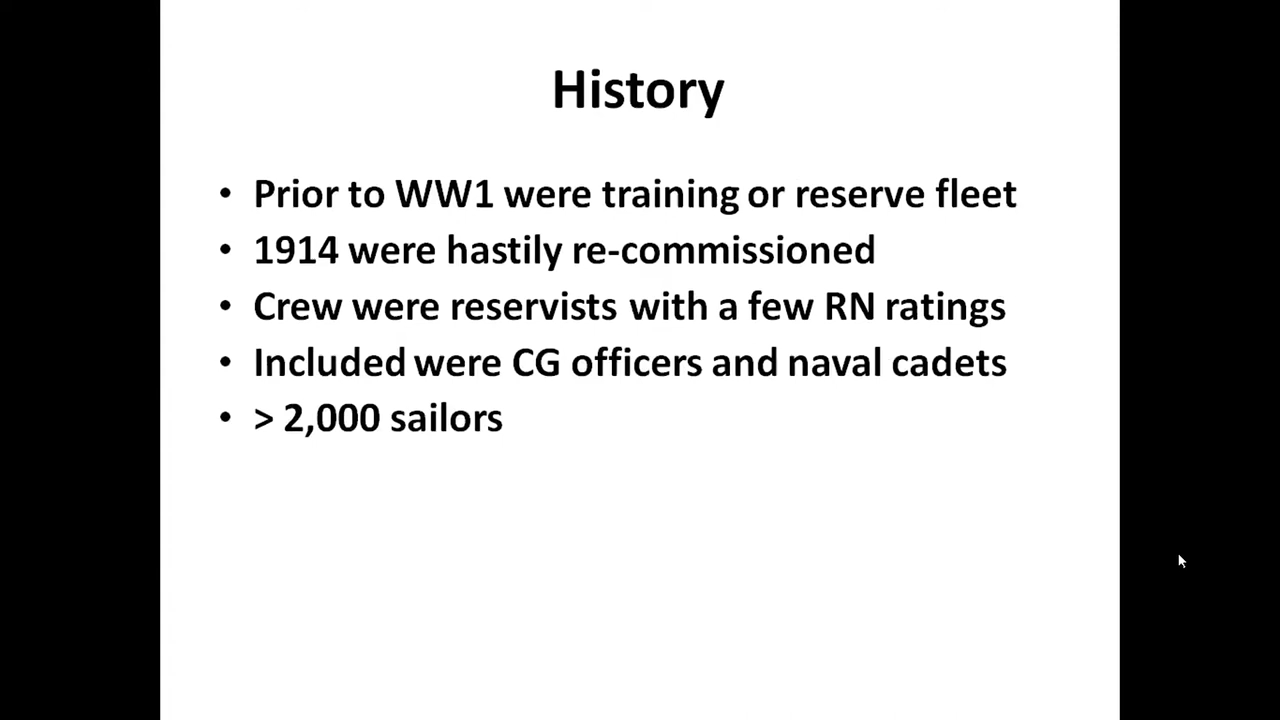 History
• Prior to WW1 were training or reserve fleet
• 1914 were hastily re-commissioned
• Crew were reservists with a few RN ratings
• Included were CG officers and naval cadets
• > 2,000 sailors